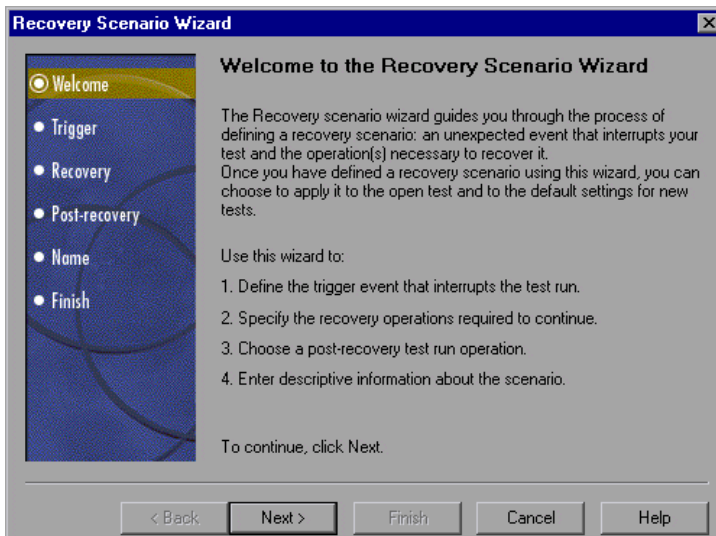 Recovery Scenario Wizard
Welcome
Trigger
Recovery
Post-recovery
Name
Finish
Welcome to the Recovery Scenario Wizard
The Recovery scenario wizard guides you through the process of
defining a recovery scenario: an unexpected event that interrupts your
test and the operation(s) necessary to recover it.
Once you have defined a recovery scenario using this wizard, you can
choose to apply it to the open test and to the default settings for new
tests.
Use this wizard to:
1. Define the trigger event that interrupts the test run.
2. Specify the recovery operations required to continue.
3. Choose a post-recovery test run operation.
4. Enter descriptive information about the scenario.
To continue, click Next.
< Back
Next >
Finish
Cancel
Help